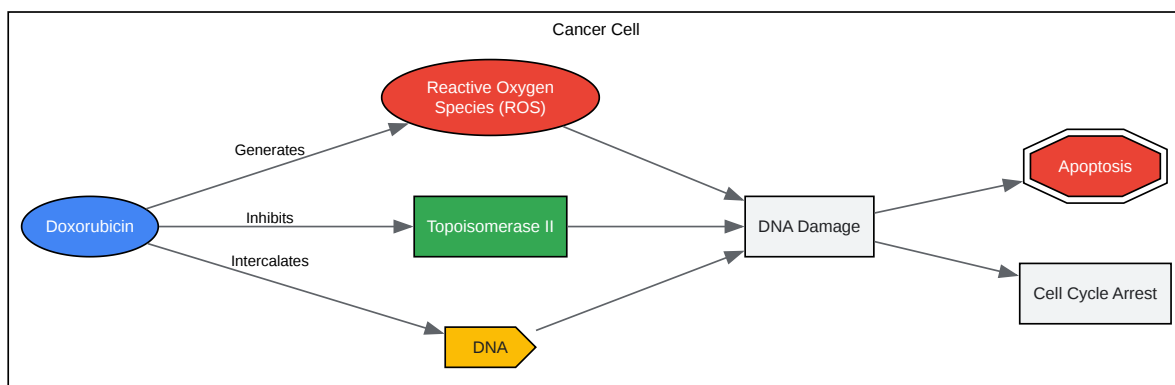 Cancer Cell
Reactive Oxygen
Species (ROS)
Generates
Apoptosis
Doxorubicin
Inhibits
Topoisomerase II
DNA Damage
Intercalates
Cell Cycle Arrest
DNA